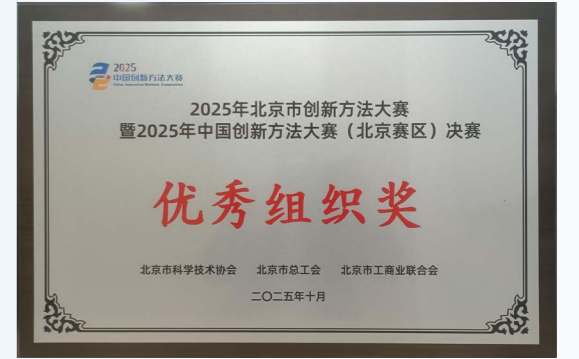 2025
中国创新方法大赛
China Innovation Methods Competition
2025年北京市创新方法大赛
暨2025年中国创新方法大赛（北京赛区）决赛
优秀组织奖
北京市科学技术协会 北京市总工会 北京市工商业联合会
二〇二五年十月